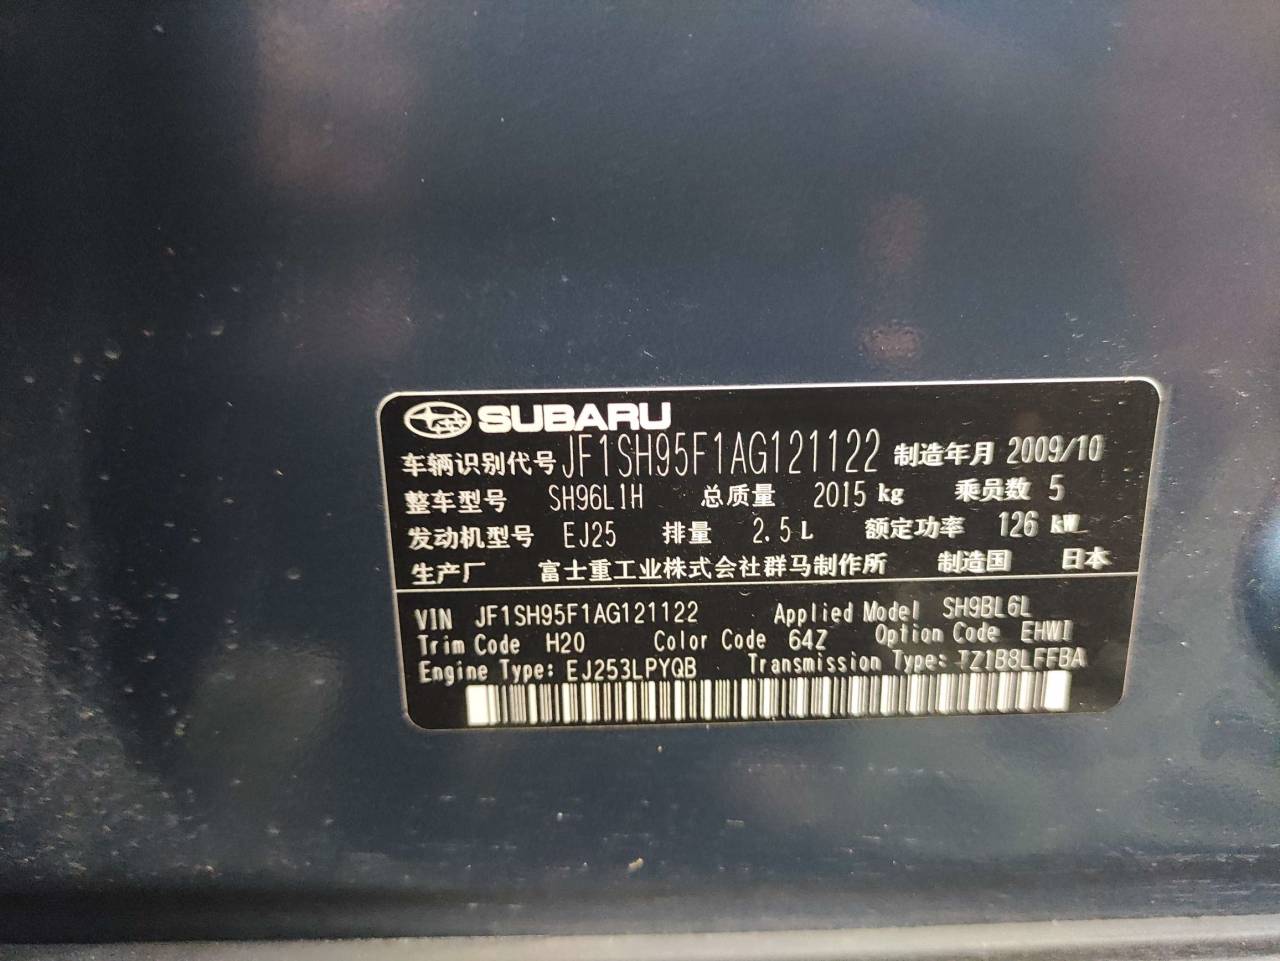 SUBARU
车辆识别代号 JF1SH95F1AG121122 制造年月 2009/10
整车型号 SH96L1H 总质量 2015 kg 乘员数 5
发动机型号 EJ25 排量 2.5L 额定功率 126 kW
生产厂 富士重工业株式会社群马制作所 制造国 日本
VIN JF1SH95F1AG121122 Applied Model SH9BL6L
Trim Code H20 Color Code 64Z Option Code EHWI
Engine Type: EJ253LPYQB Transmission Type: TZ1B8LFFBA